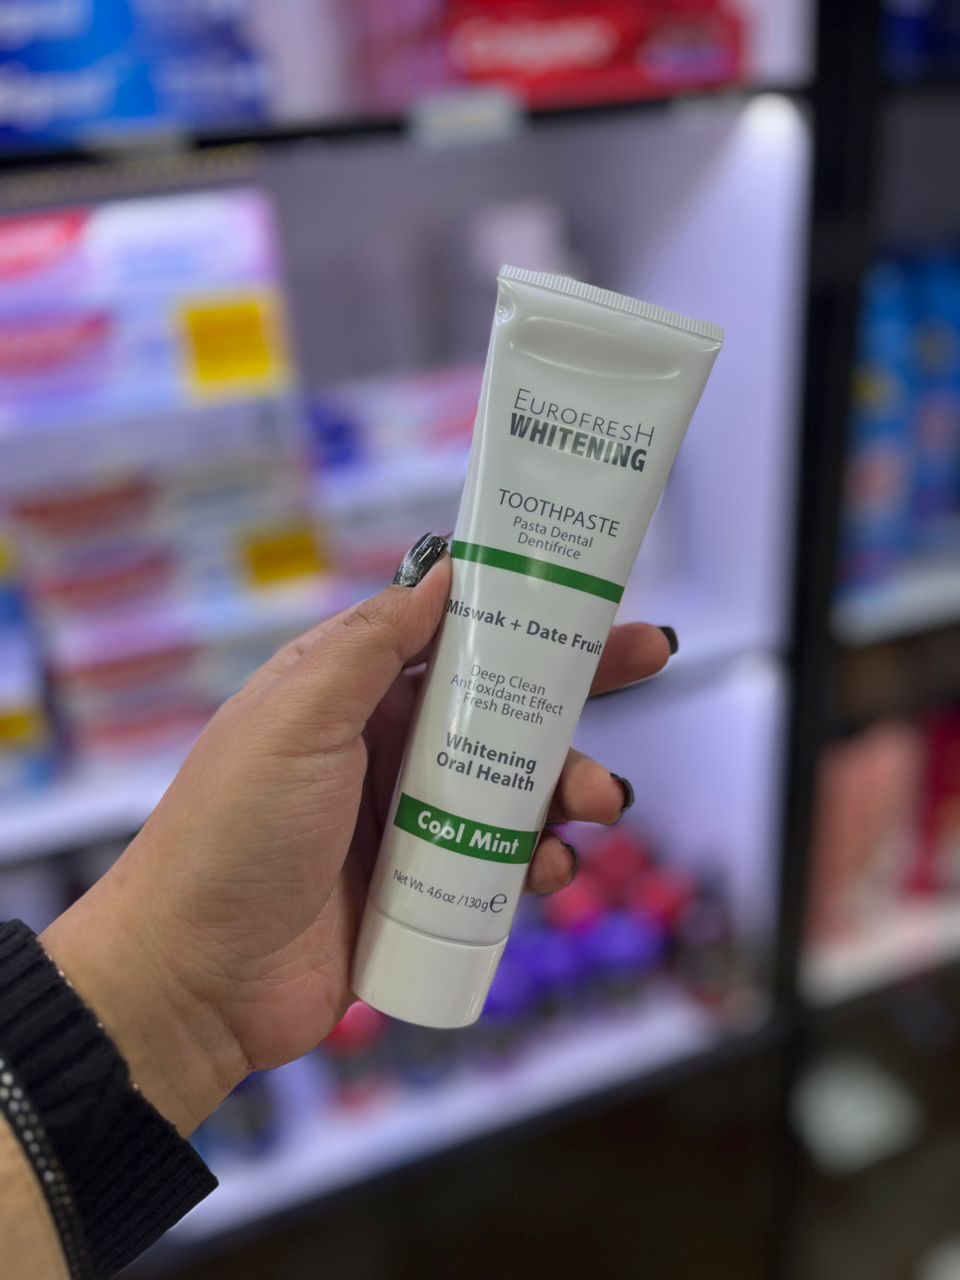 Colgate
EUROFRESH
WHITENING
TOOTHPASTE
Pasta Dental
Dentifrice
Miswak + Date Fruit
Deep Clean
Antioxidant Effect
Fresh Breath
Whitening
Oral Health
Cool Mint
Net Wt. 4.6 oz / 130g e